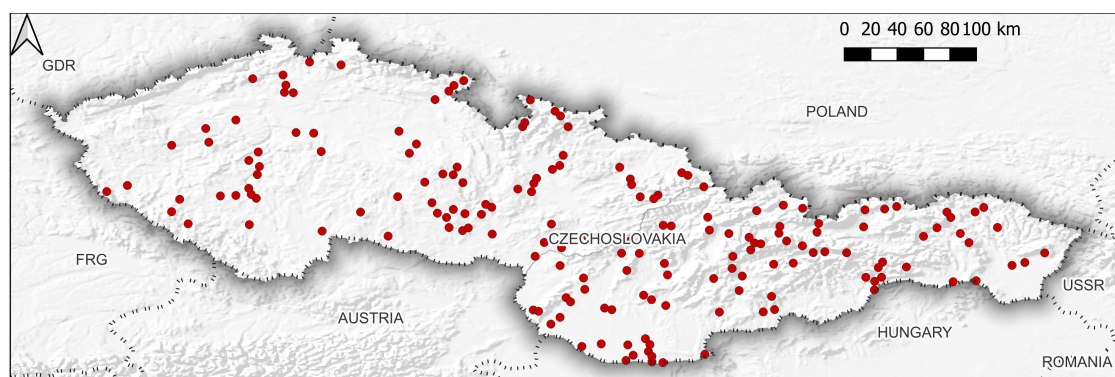 0 20 40 60 80 100 km
GDR
POLAND
CZECHOSLOVAKIA
FRG
USSR
AUSTRIA
HUNGARY
ROMANIA